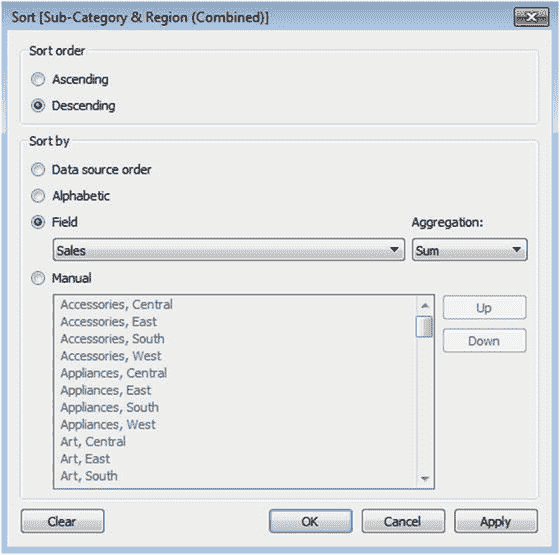 Sort [Sub-Category & Region (Combined)]
Sort order
Ascending
Descending
Sort by
Data source order
Alphabetic
Field
Aggregation:
Sales
Sum
Manual
Accessories, Central
Accessories, East
Accessories, South
Accessories, West
Appliances, Central
Appliances, East
Appliances, South
Appliances, West
Art, Central
Art, East
Art, South
Up
Down
Clear
OK
Cancel
Apply